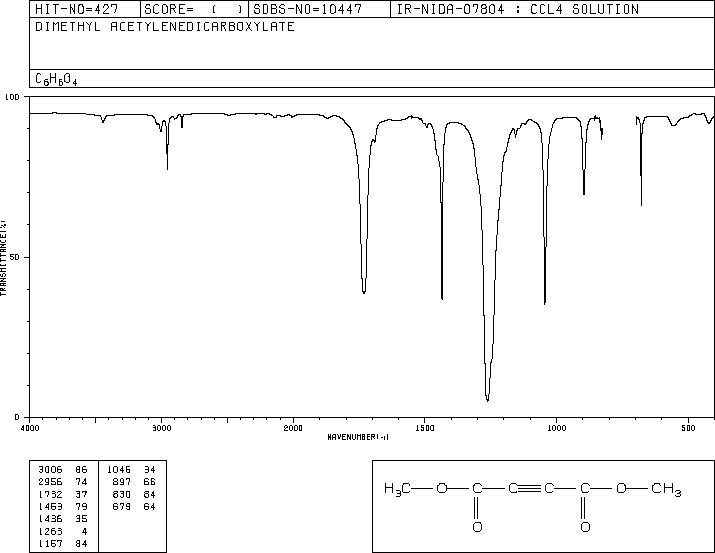 HIT-NO=427 SCORE= ( ) SDBS-NO=10447 IR-NIDA-07804 : CCL4 SOLUTION
DIMETHYL ACETYLENEDICARBOXYLATE
C6H6O4
100
50
0
TRANSMITTANCE(%)
4000 3000 2000 1500 1000 500
WAVENUMBER(-1)
3006 86 1046 34
2956 74 897 66
1732 37 830 84
1453 79 679 64
1436 35
1263 4
1157 84
H3C O C C C C O CH3
O O